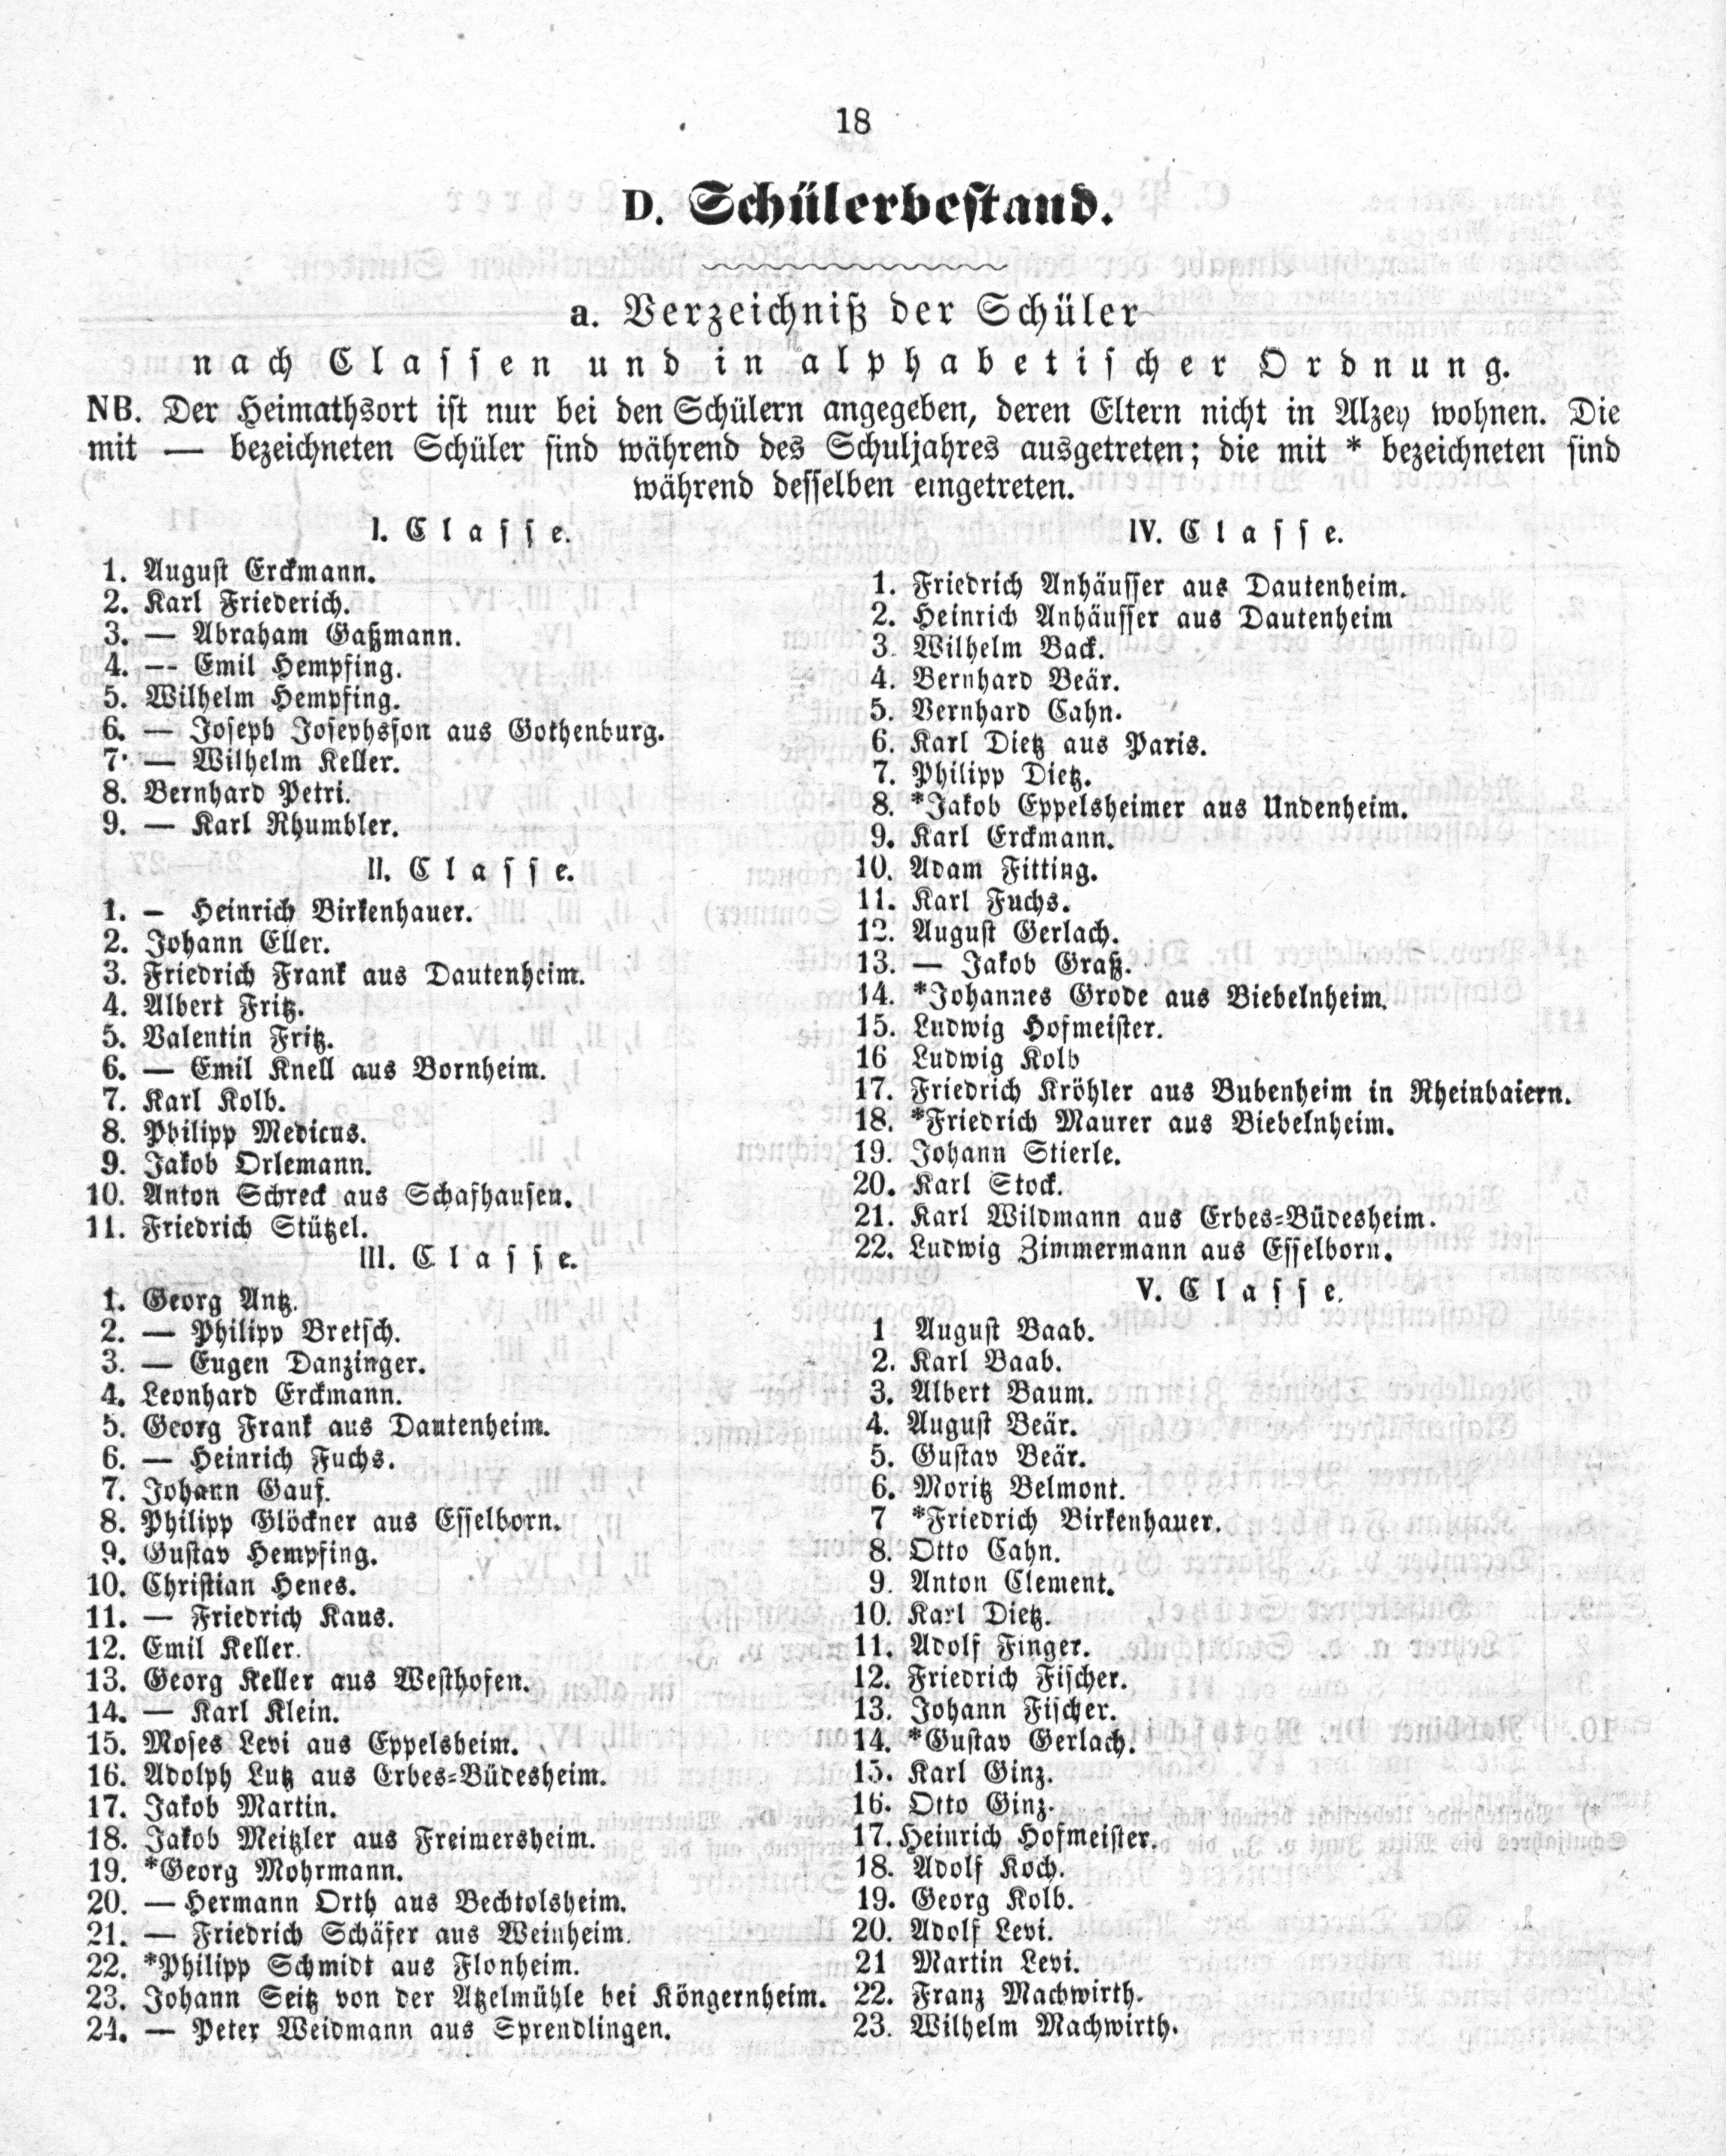 18
D. Schülerbestand.
a. Verzeichniß der Schüler
nach Classen und in alphabetischer Ordnung.
NB. Der Heimathsort ist nur bei den Schülern angegeben, deren Eltern nicht in Alzey wohnen. Die
mit — bezeichneten Schüler sind während des Schuljahres ausgetreten; die mit * bezeichneten sind
während desselben eingetreten.
I. Classe.
1. August Erckmann.
2. Karl Friederich.
3. — Abraham Gaßmann.
4. — Emil Hempfing.
5. Wilhelm Hempfing.
6. — Joseph Josephsson aus Gothenburg.
7. — Wilhelm Keller.
8. Bernhard Petri.
9. — Karl Rhumbler.
II. Classe.
1. — Heinrich Birkenhauer.
2. Johann Eller.
3. Friedrich Frank aus Dautenheim.
4. Albert Fritz.
5. Valentin Fritz.
6. — Emil Knell aus Bornheim.
7. Karl Kolb.
8. Philipp Medicus.
9. Jakob Orlemann.
10. Anton Schreck aus Schafhausen.
11. Friedrich Stützel.
III. Classe.
1. Georg Antz.
2. — Philipp Bretsch.
3. — Eugen Danzinger.
4. Leonhard Erckmann.
5. Georg Frank aus Dautenheim.
6. — Heinrich Fuchs.
7. Johann Gauf.
8. Philipp Glöckner aus Esselborn.
9. Gustav Hempfing.
10. Christian Henes.
11. — Friedrich Kaus.
12. Emil Keller.
13. Georg Keller aus Westhofen.
14. — Karl Klein.
15. Moses Levi aus Eppelsheim.
16. Adolph Lutz aus Erbes-Büdesheim.
17. Jakob Martin.
18. Jakob Meitzler aus Freimersheim.
19. *Georg Mohrmann.
20. — Hermann Orth aus Bechtolsheim.
21. — Friedrich Schäfer aus Weinheim.
22. *Philipp Schmidt aus Flonheim.
23. Johann Seitz von der Atzelmühle bei Köngernheim.
24. — Peter Weidmann aus Sprendlingen.
IV. Classe.
1. Friedrich Anhäusser aus Dautenheim.
2. Heinrich Anhäusser aus Dautenheim
3. Wilhelm Back.
4. Bernhard Beär.
5. Bernhard Cahn.
6. Karl Dietz aus Paris.
7. Philipp Dietz.
8. *Jakob Eppelsheimer aus Undenheim.
9. Karl Erckmann.
10. Adam Fitting.
11. Karl Fuchs.
12. August Gerlach.
13. — Jakob Graß.
14. *Johannes Grode aus Biebelnheim.
15. Ludwig Hofmeister.
16 Ludwig Kolb
17. Friedrich Kröhler aus Bubenheim in Rheinbaiern.
18. *Friedrich Maurer aus Biebelnheim.
19. Johann Stierle.
20. Karl Stock.
21. Karl Wildmann aus Erbes-Büdesheim.
22. Ludwig Zimmermann aus Esselborn.
V. Classe.
1 August Baab.
2. Karl Baab.
3. Albert Baum.
4. August Beär.
5. Gustav Beär.
6. Moritz Belmont.
7 *Friedrich Birkenhauer.
8. Otto Cahn.
9. Anton Clement.
10. Karl Dietz.
11. Adolf Finger.
12. Friedrich Fischer.
13. Johann Fischer.
14. *Gustav Gerlach.
15. Karl Ginz.
16. Otto Ginz.
17. Heinrich Hofmeister.
18. Adolf Koch.
19. Georg Kolb.
20. Adolf Levi.
21 Martin Levi.
22. Franz Machwirth.
23. Wilhelm Machwirth.